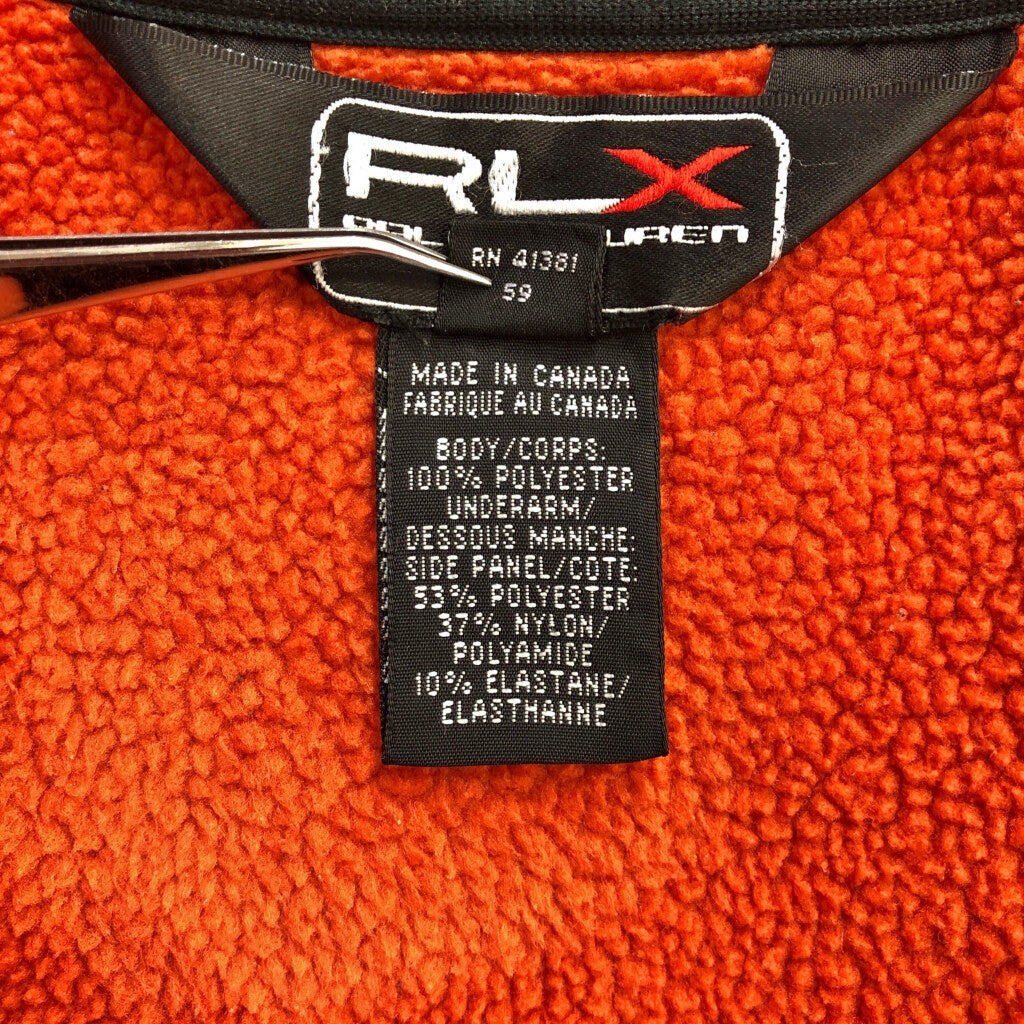 RLX
RN 41381
59
MADE IN CANADA
FABRIQUE AU CANADA
BODY/CORPS:
100% POLYESTER
UNDERARM/
DESSOUS MANCHE:
SIDE PANEL/COTE:
53% POLYESTER
37% NYLON/
POLYAMIDE
10% ELASTANE/
ELASTHANNE